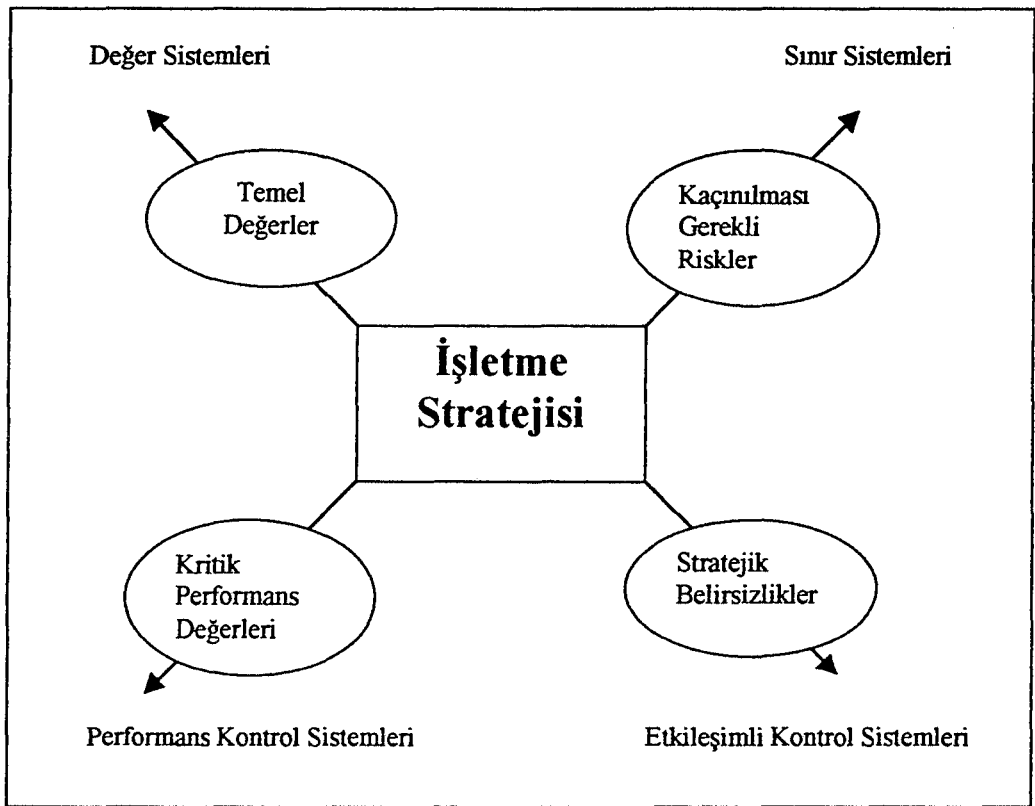 Değer Sistemleri
Sınır Sistemleri
Temel
Değerler
Kaçınılması
Gerekli
Riskler
İşletme
Stratejisi
Kritik
Performans
Değerleri
Stratejik
Belirsizlikler
Performans Kontrol Sistemleri
Etkileşimli Kontrol Sistemleri